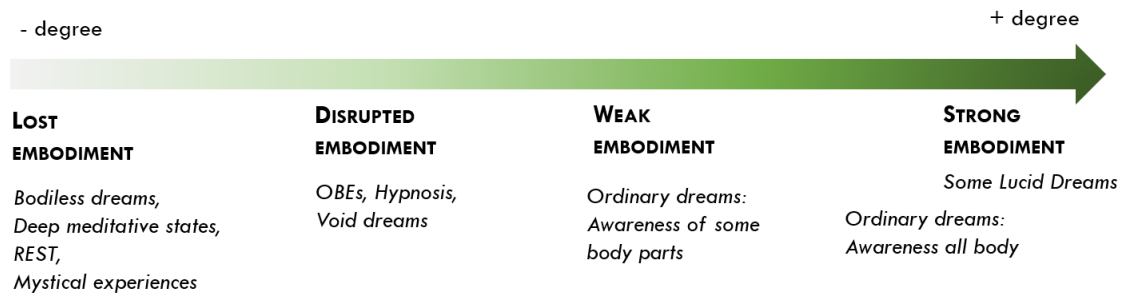 - degree
+ degree
LOST
EMBODIMENT
Bodiless dreams,
Deep meditative states,
REST,
Mystical experiences
DISRUPTED
EMBODIMENT
OBEs, Hypnosis,
Void dreams
WEAK
EMBODIMENT
Ordinary dreams:
Awareness of some
body parts
STRONG
EMBODIMENT
Some Lucid Dreams
Ordinary dreams:
Awareness all body